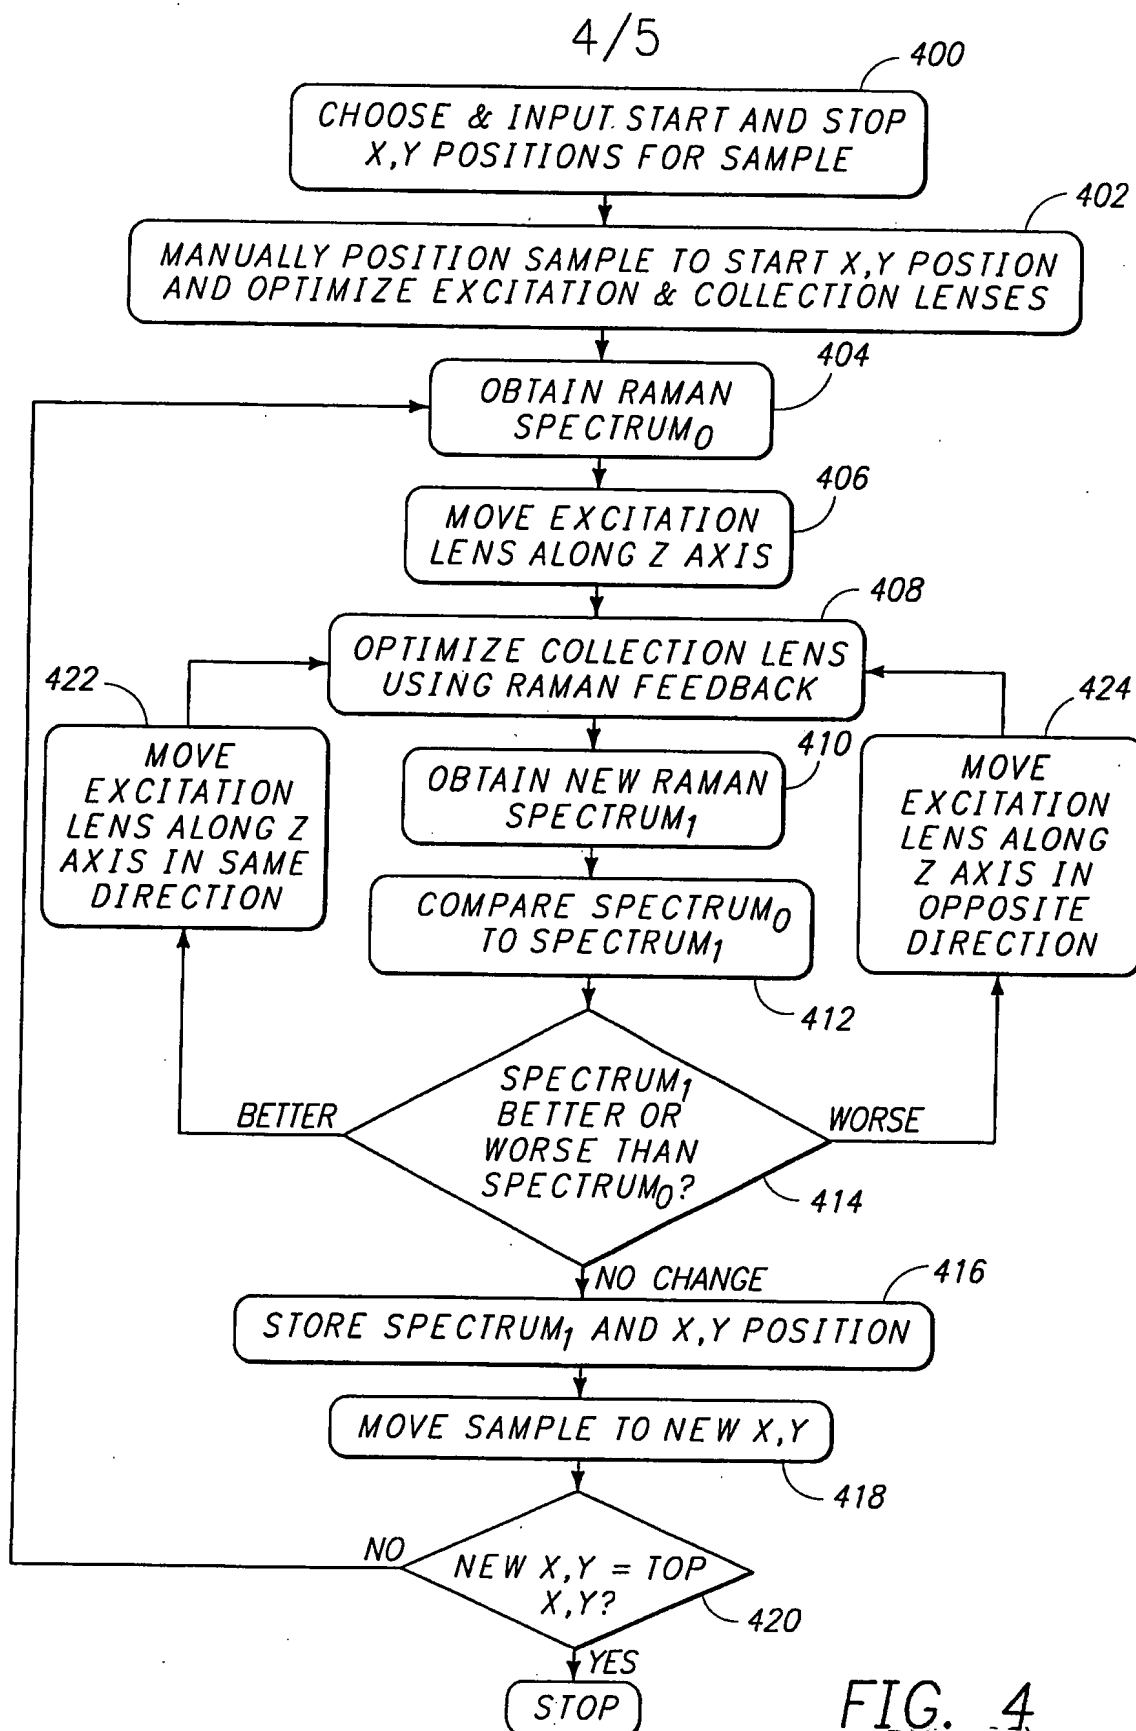 4/5
400
CHOOSE & INPUT START AND STOP
X,Y POSITIONS FOR SAMPLE
402
MANUALLY POSITION SAMPLE TO START X,Y POSTION
AND OPTIMIZE EXCITATION & COLLECTION LENSES
404
OBTAIN RAMAN
SPECTRUM0
406
MOVE EXCITATION
LENS ALONG Z AXIS
408
OPTIMIZE COLLECTION LENS
USING RAMAN FEEDBACK
422
MOVE
EXCITATION
LENS ALONG Z
AXIS IN SAME
DIRECTION
410
OBTAIN NEW RAMAN
SPECTRUM1
424
MOVE
EXCITATION
LENS ALONG
Z AXIS IN
OPPOSITE
DIRECTION
COMPARE SPECTRUM0
TO SPECTRUM1
412
SPECTRUM1
BETTER OR
WORSE THAN
SPECTRUM0?
BETTER
WORSE
414
NO CHANGE
416
STORE SPECTRUM1 AND X,Y POSITION
MOVE SAMPLE TO NEW X,Y
418
NO
NEW X,Y = TOP
X,Y?
420
YES
STOP
FIG. 4